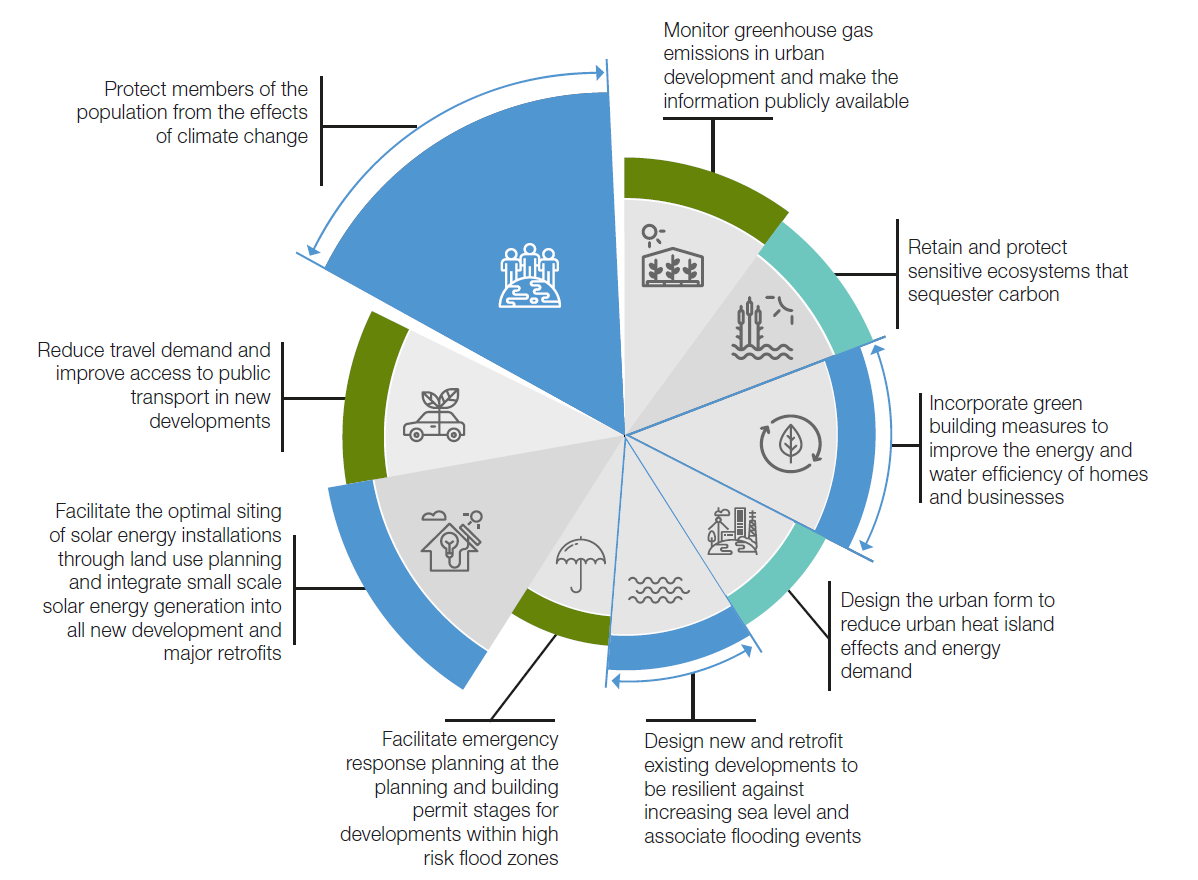 Monitor greenhouse gas
emissions in urban
development and make the
information publicly available
Protect members of the
population from the effects
of climate change
Retain and protect
sensitive ecosystems that
sequester carbon
Reduce travel demand and
improve access to public
transport in new
developments
Incorporate green
building measures to
improve the energy and
water efficiency of homes
and businesses
Facilitate the optimal siting
of solar energy installations
through land use planning
and integrate small scale
solar energy generation into
all new development and
major retrofits
Design the urban form to
reduce urban heat island
effects and energy
demand
Facilitate emergency
response planning at the
planning and building
permit stages for
developments within high
risk flood zones
Design new and retrofit
existing developments to
be resilient against
increasing sea level and
associate flooding events